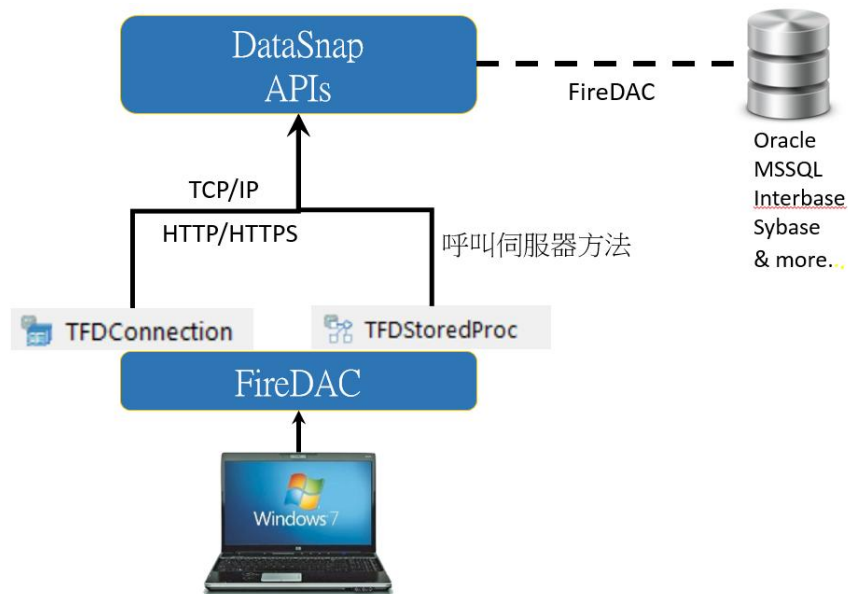 DataSnap
APIs
FireDAC
Oracle
MSSQL
Interbase
Sybase
& more...
TCP/IP
HTTP/HTTPS
呼叫伺服器方法
TFDConnection
TFDStoredProc
FireDAC
Windows 7